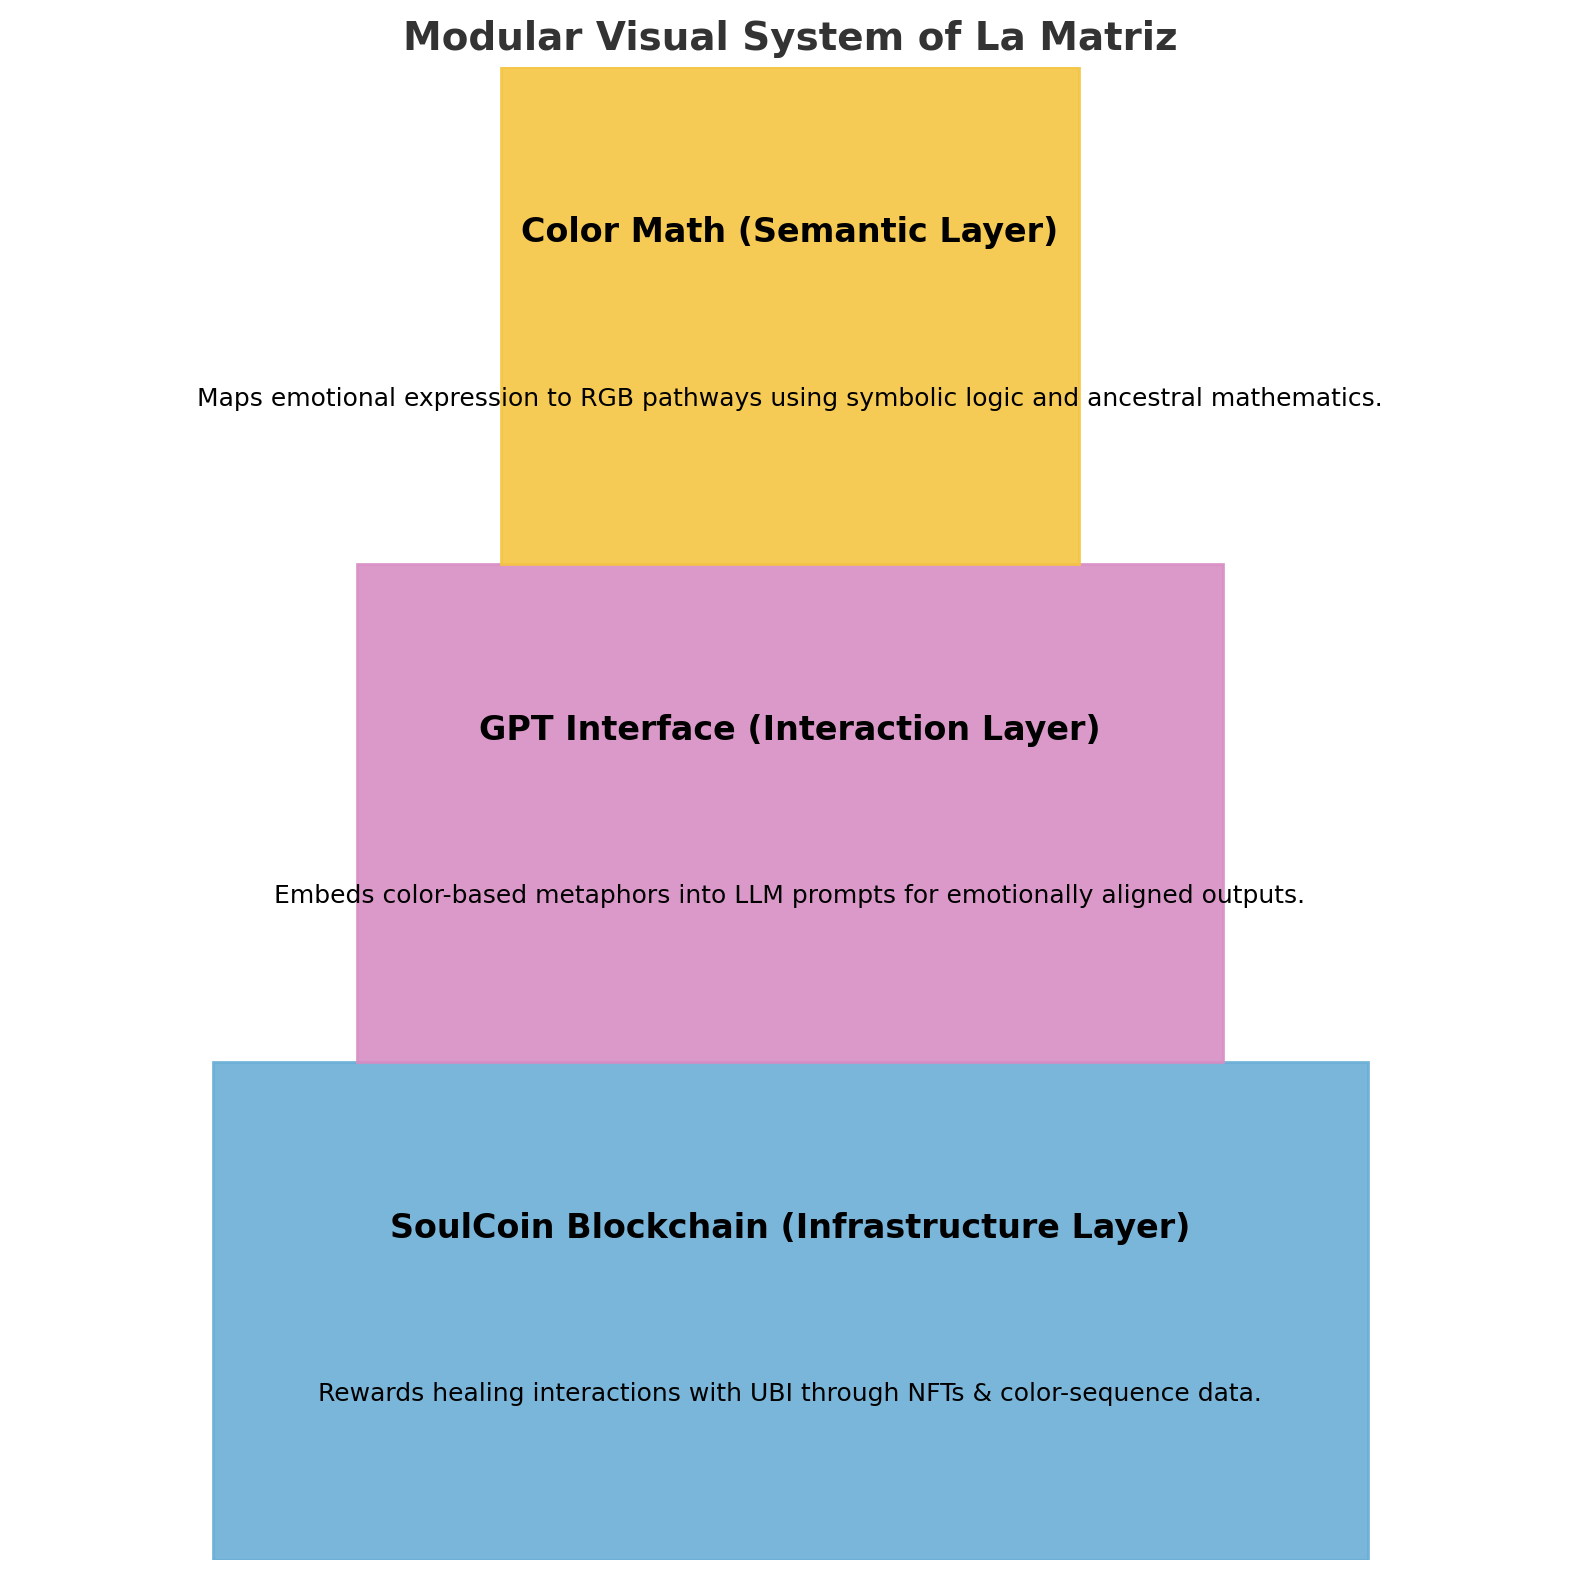 Modular Visual System of La Matriz
Color Math (Semantic Layer)
Maps emotional expression to RGB pathways using symbolic logic and ancestral mathematics.
GPT Interface (Interaction Layer)
Embeds color-based metaphors into LLM prompts for emotionally aligned outputs.
SoulCoin Blockchain (Infrastructure Layer)
Rewards healing interactions with UBI through NFTs & color-sequence data.